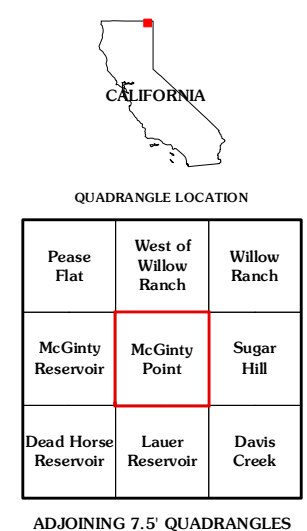 CALIFORNIA
QUADRANGLE LOCATION
Pease
Flat
West of
Willow
Ranch
Willow
Ranch
McGinty
Reservoir
McGinty
Point
Sugar
Hill
Dead Horse
Reservoir
Lauer
Reservoir
Davis
Creek
ADJOINING 7.5' QUADRANGLES